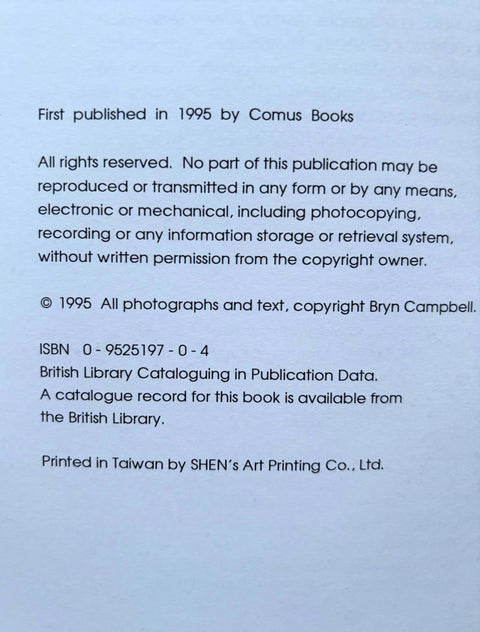 First published in 1995 by Comus Books
All rights reserved. No part of this publication may be
reproduced or transmitted in any form or by any means,
electronic or mechanical, including photocopying,
recording or any information storage or retrieval system,
without written permission from the copyright owner.
© 1995 All photographs and text, copyright Bryn Campbell.
ISBN 0 - 9525197 - 0 - 4
British Library Cataloguing in Publication Data.
A catalogue record for this book is available from
the British Library.
Printed in Taiwan by SHEN's Art Printing Co., Ltd.